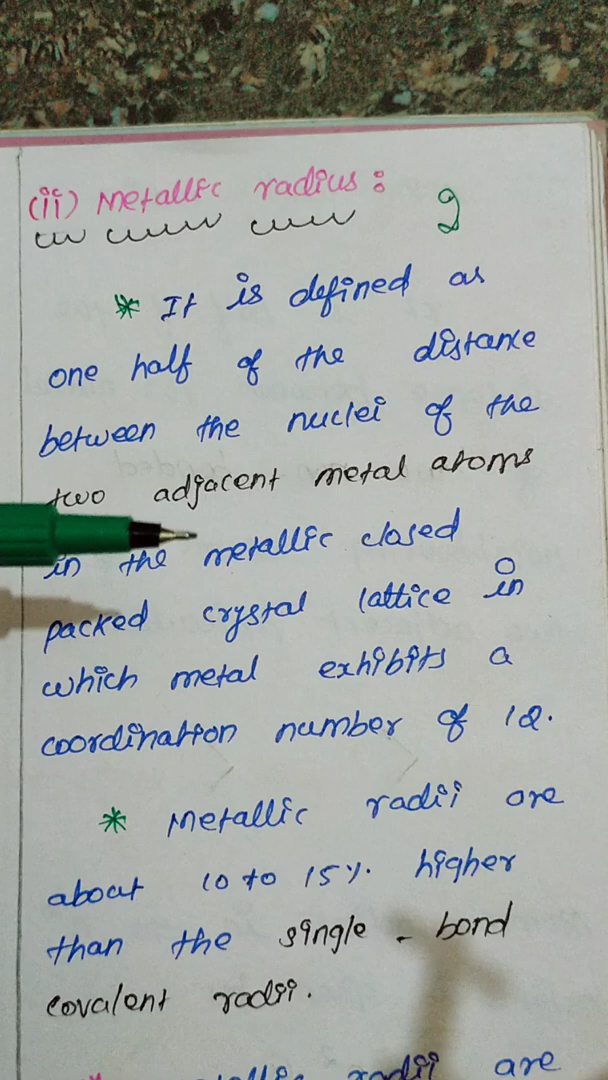 (ii) Metallic radius : 2
* It is defined as
one half of the distance
between the nuclei of the
two adjacent metal atoms
in the metallic closed
packed crystal lattice in
which metal exhibits a
coordination number of 12.
* Metallic radii are
about 10 to 15% higher
than the single - bond
covalent radii.
radii are